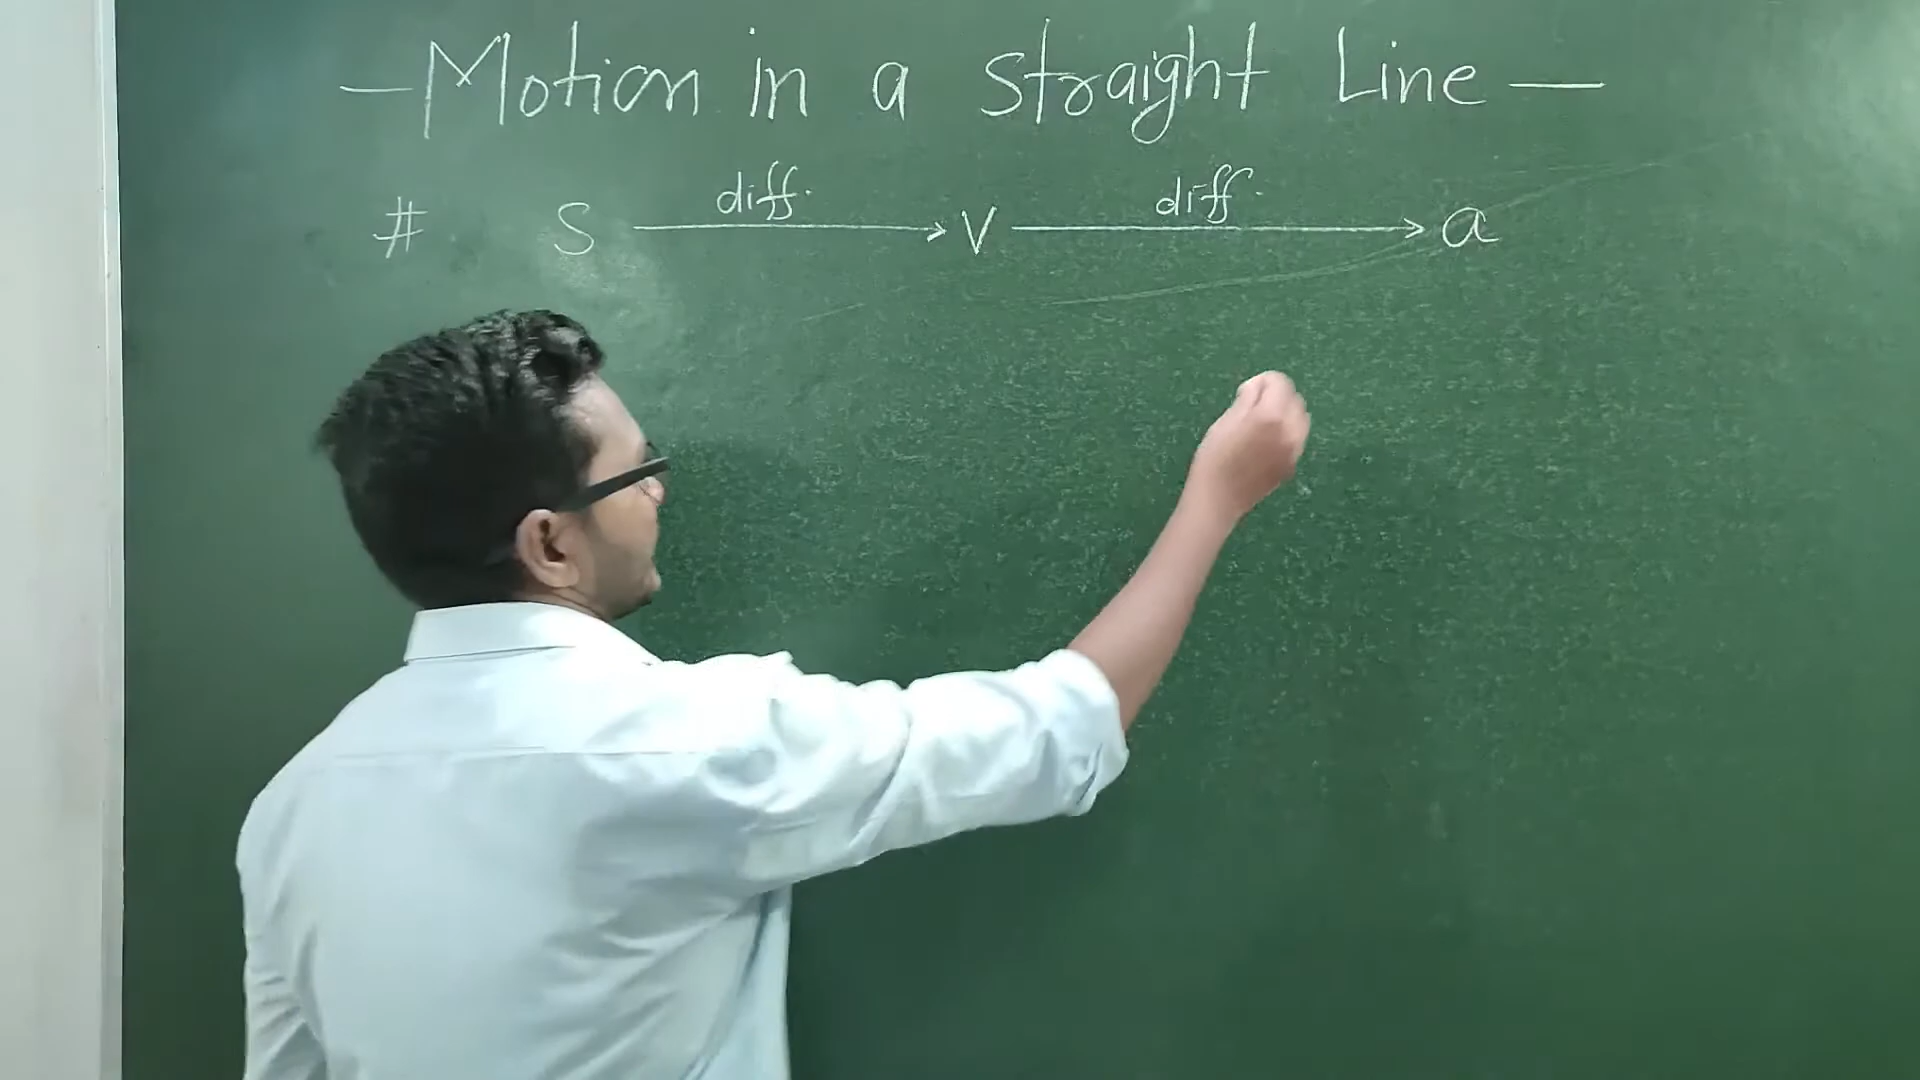 — Motion in a Straight Line —
# S diff. → V diff. → a